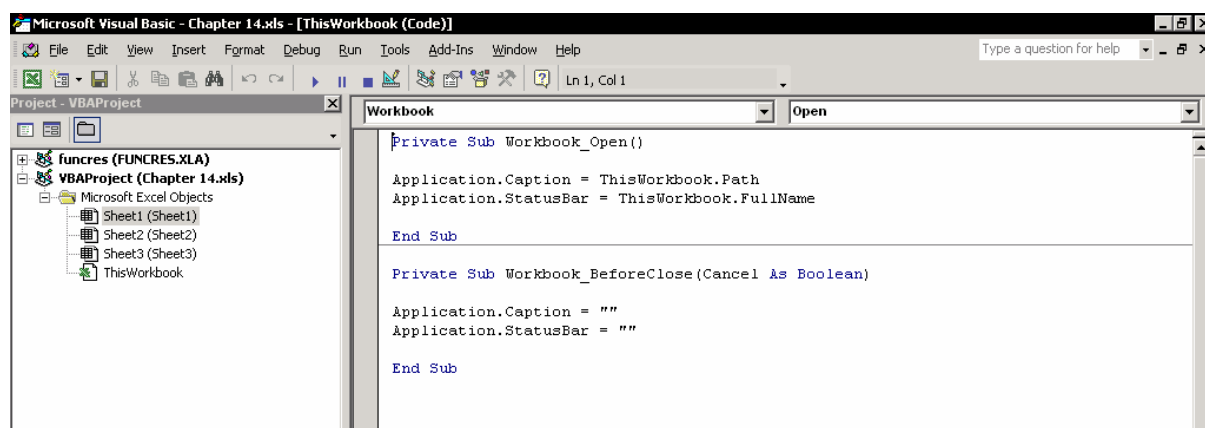 Microsoft Visual Basic - Chapter 14.xls - [ThisWorkbook (Code)]
File Edit View Insert Format Debug Run Tools Add-Ins Window Help Type a question for help
Ln 1, Col 1
Project - VBAProject
Workbook Open
funcres (FUNCRES.XLA)
VBAProject (Chapter 14.xls)
Microsoft Excel Objects
Sheet1 (Sheet1)
Sheet2 (Sheet2)
Sheet3 (Sheet3)
ThisWorkbook
Private Sub Workbook_Open()
Application.Caption = ThisWorkbook.Path
Application.StatusBar = ThisWorkbook.FullName
End Sub
Private Sub Workbook_BeforeClose(Cancel As Boolean)
Application.Caption = ""
Application.StatusBar = ""
End Sub